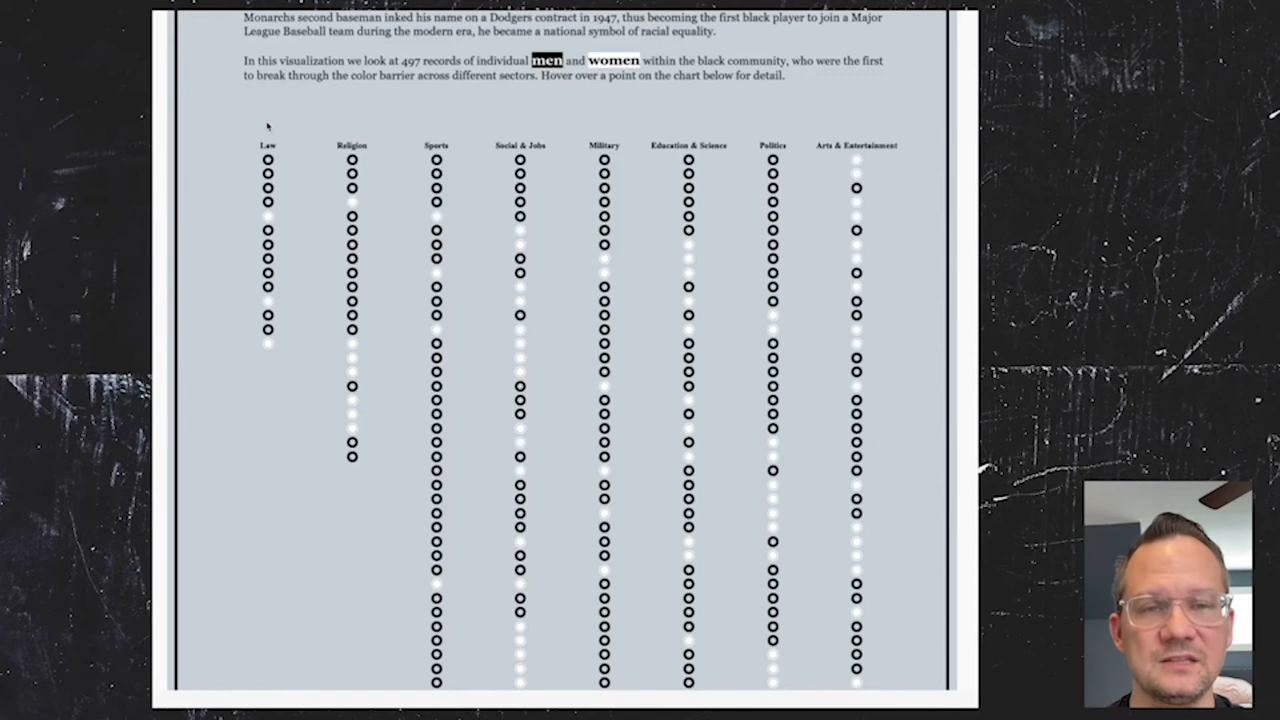 Monarchs second baseman inked his name on a Dodgers contract in 1947, thus becoming the first black player to join a Major
League Baseball team during the modern era, he became a national symbol of racial equality.
In this visualization we look at 497 records of individual men and women within the black community, who were the first
to break through the color barrier across different sectors. Hover over a point on the chart below for detail.
Law Religion Sports Social & Jobs Military Education & Science Politics Arts & Entertainment